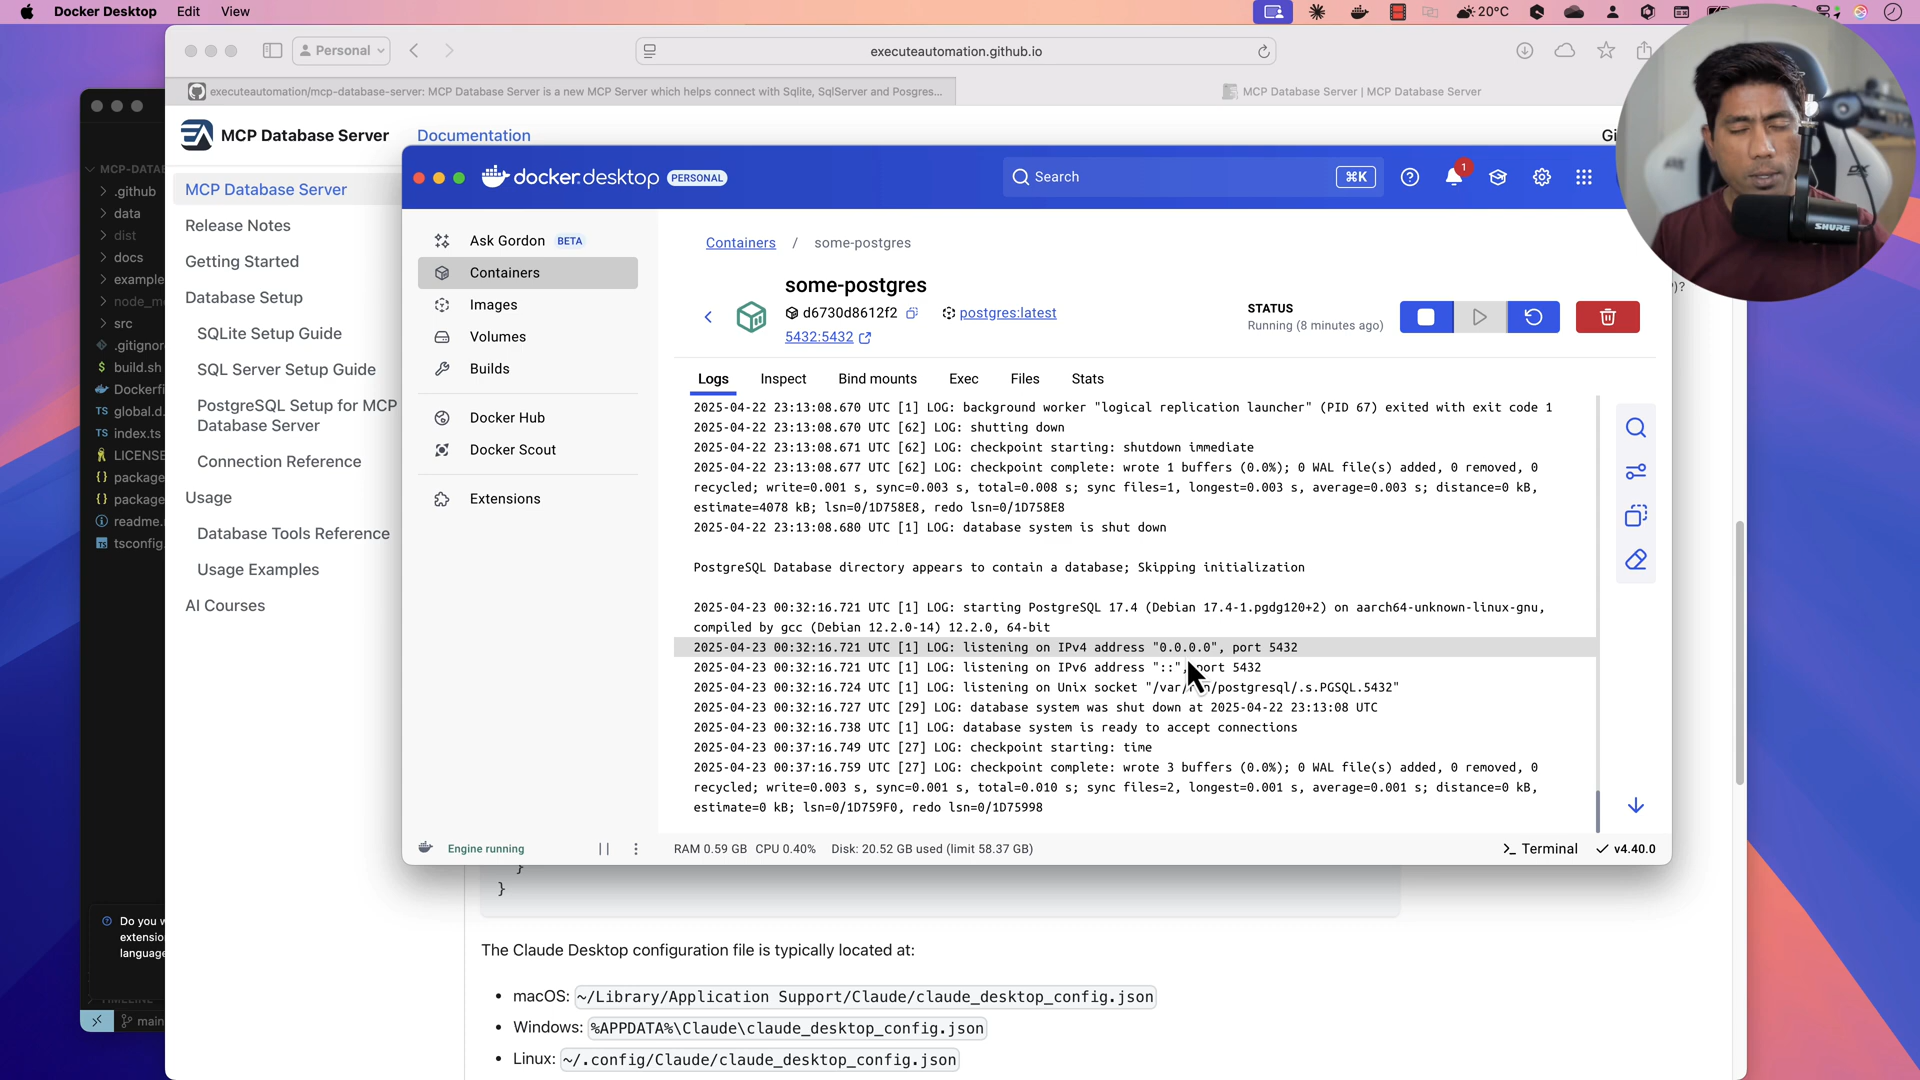 Docker Desktop Edit View
20°C
Personal
executeautomation.github.io
executeautomation/mcp-database-server: MCP Database Server is a new MCP Server which helps connect with Sqlite, SqlServer and Posgres...
MCP Database Server | MCP Database Server
MCP Database Server
Documentation
MCP Database Server
Release Notes
Getting Started
Database Setup
SQLite Setup Guide
SQL Server Setup Guide
PostgreSQL Setup for MCP
Database Server
Connection Reference
Usage
Database Tools Reference
Usage Examples
AI Courses
MCP-DATA
.github
data
dist
docs
example
src
.gitignor
build.sh
Dockerfi
global.d.
index.ts
LICENSE
package
package
readme.
tsconfig.
Do you w
extensio
language
TIMELINE
main
docker.desktop PERSONAL
Search
⌘K
1
Ask Gordon BETA
Containers
Images
Volumes
Builds
Docker Hub
Docker Scout
Extensions
Containers / some-postgres
some-postgres
d6730d8612f2
postgres:latest
5432:5432
STATUS
Running (8 minutes ago)
Logs Inspect Bind mounts Exec Files Stats
2025-04-22 23:13:08.670 UTC [1] LOG: background worker "logical replication launcher" (PID 67) exited with exit code 1
2025-04-22 23:13:08.670 UTC [62] LOG: shutting down
2025-04-22 23:13:08.671 UTC [62] LOG: checkpoint starting: shutdown immediate
2025-04-22 23:13:08.677 UTC [62] LOG: checkpoint complete: wrote 1 buffers (0.0%); 0 WAL file(s) added, 0 removed, 0
recycled; write=0.001 s, sync=0.003 s, total=0.008 s; sync files=1, longest=0.003 s, average=0.003 s; distance=0 kB,
estimate=4078 kB; lsn=0/1D758E8, redo lsn=0/1D758E8
2025-04-22 23:13:08.680 UTC [1] LOG: database system is shut down
PostgreSQL Database directory appears to contain a database; Skipping initialization
2025-04-23 00:32:16.721 UTC [1] LOG: starting PostgreSQL 17.4 (Debian 17.4-1.pgdg120+2) on aarch64-unknown-linux-gnu,
compiled by gcc (Debian 12.2.0-14) 12.2.0, 64-bit
2025-04-23 00:32:16.721 UTC [1] LOG: listening on IPv4 address "0.0.0.0", port 5432
2025-04-23 00:32:16.721 UTC [1] LOG: listening on IPv6 address "::", port 5432
2025-04-23 00:32:16.724 UTC [1] LOG: listening on Unix socket "/var/run/postgresql/.s.PGSQL.5432"
2025-04-23 00:32:16.727 UTC [29] LOG: database system was shut down at 2025-04-22 23:13:08 UTC
2025-04-23 00:32:16.738 UTC [1] LOG: database system is ready to accept connections
2025-04-23 00:37:16.749 UTC [27] LOG: checkpoint starting: time
2025-04-23 00:37:16.759 UTC [27] LOG: checkpoint complete: wrote 3 buffers (0.0%); 0 WAL file(s) added, 0 removed, 0
recycled; write=0.003 s, sync=0.001 s, total=0.010 s; sync files=2, longest=0.001 s, average=0.001 s; distance=0 kB,
estimate=0 kB; lsn=0/1D759F0, redo lsn=0/1D75998
Engine running
RAM 0.59 GB CPU 0.40% Disk: 20.52 GB used (limit 58.37 GB)
>_ Terminal
v4.40.0
}
}
The Claude Desktop configuration file is typically located at:
• macOS: ~/Library/Application Support/Claude/claude_desktop_config.json
• Windows: %APPDATA%\Claude\claude_desktop_config.json
• Linux: ~/.config/Claude/claude_desktop_config.json
SHURE